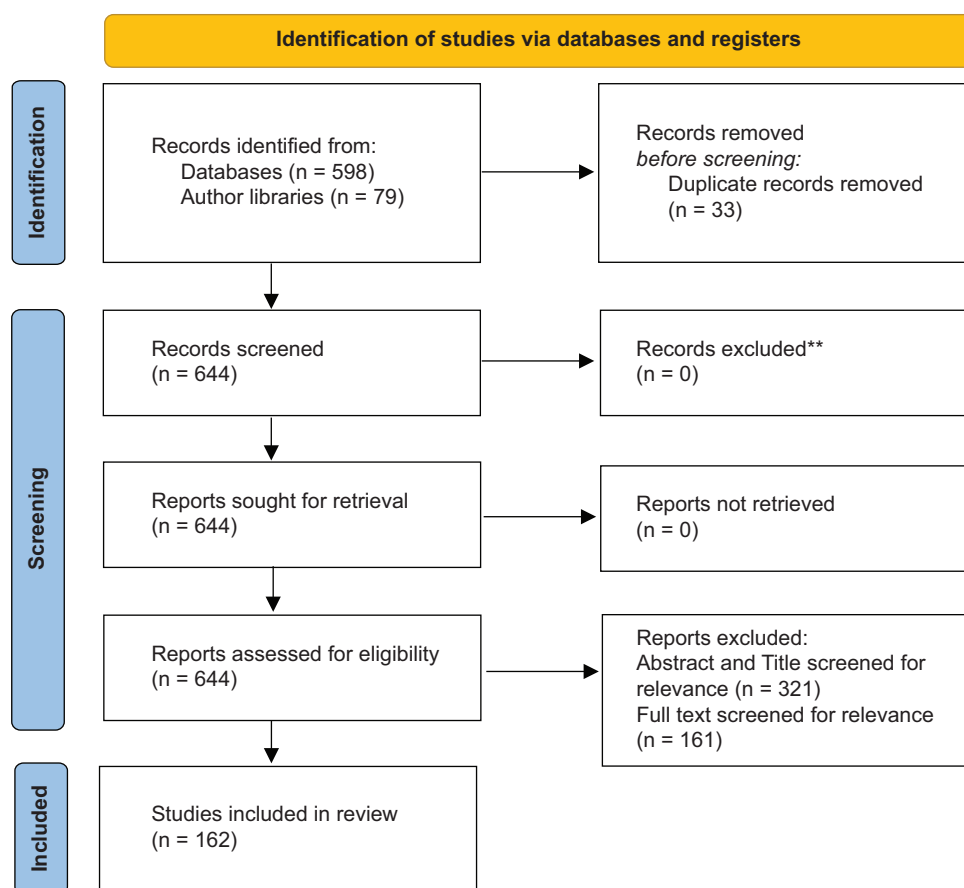 Identification of studies via databases and registers
Identification
Records identified from:
Databases (n = 598)
Author libraries (n = 79)
Records removed
before screening:
Duplicate records removed
(n = 33)
Screening
Records screened
(n = 644)
Records excluded**
(n = 0)
Reports sought for retrieval
(n = 644)
Reports not retrieved
(n = 0)
Reports assessed for eligibility
(n = 644)
Reports excluded:
Abstract and Title screened for
relevance (n = 321)
Full text screened for relevance
(n = 161)
Included
Studies included in review
(n = 162)